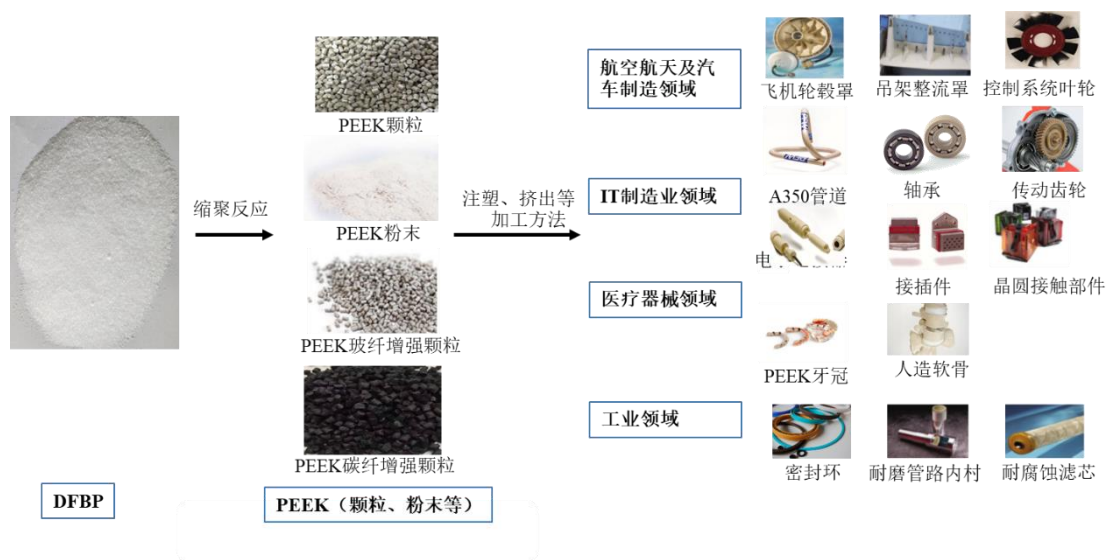 DFBP
缩聚反应
PEEK颗粒
PEEK粉末
PEEK玻纤增强颗粒
PEEK碳纤增强颗粒
PEEK（颗粒、粉末等）
注塑、挤出等
加工方法
航空航天及汽
车制造领域
飞机轮毂罩
吊架整流罩
控制系统叶轮
A350管道
轴承
传动齿轮
IT制造业领域
接插件
晶圆接触部件
医疗器械领域
PEEK牙冠
人造软骨
工业领域
密封环
耐磨管路内村
耐腐蚀滤芯